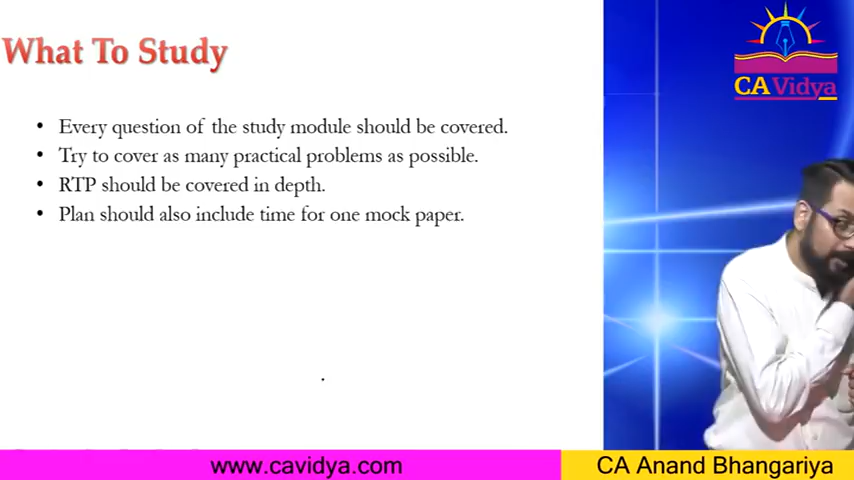 What To Study
• Every question of the study module should be covered.
• Try to cover as many practical problems as possible.
• RTP should be covered in depth.
• Plan should also include time for one mock paper.
CA Vidya
www.cavidya.com
CA Anand Bhangariya